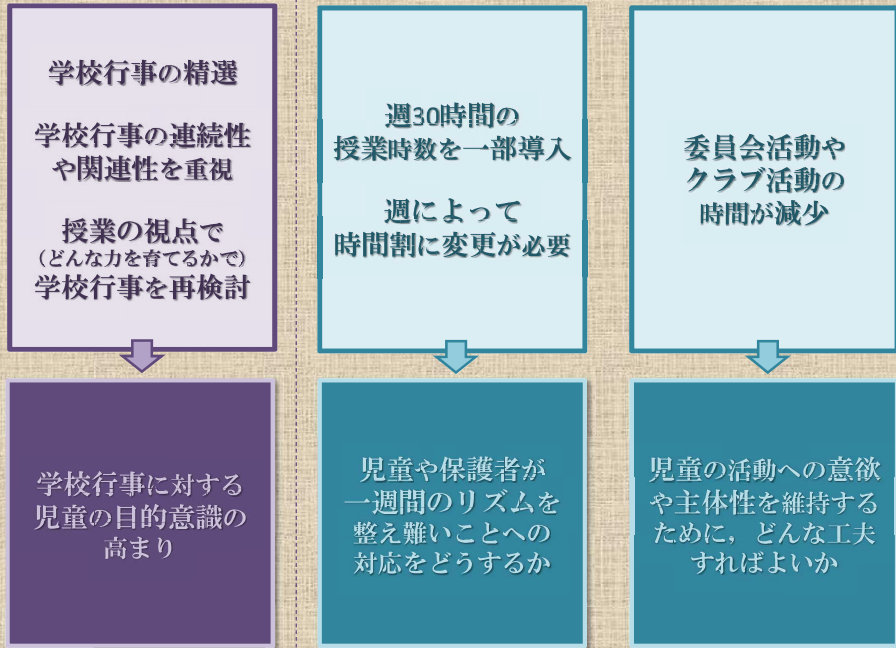 学校行事の精選
学校行事の連続性
や関連性を重視
授業の視点で
（どんな力を育てるかで）
学校行事を再検討
学校行事に対する
児童の目的意識の
高まり
週30時間の
授業時数を一部導入
週によって
時間割に変更が必要
児童や保護者が
一週間のリズムを
整え難いことへの
対応をどうするか
委員会活動や
クラブ活動の
時間が減少
児童の活動への意欲
や主体性を維持する
ために，どんな工夫
すればよいか